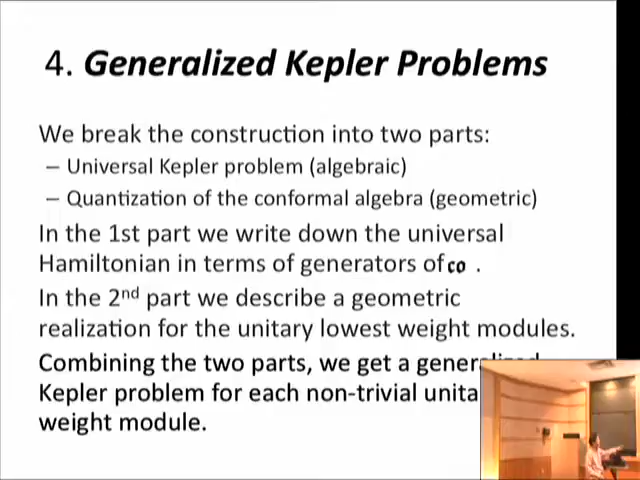 4. Generalized Kepler Problems
We break the construction into two parts:
– Universal Kepler problem (algebraic)
– Quantization of the conformal algebra (geometric)
In the 1st part we write down the universal
Hamiltonian in terms of generators of co .
In the 2nd part we describe a geometric
realization for the unitary lowest weight modules.
Combining the two parts, we get a generalized
Kepler problem for each non-trivial unita
weight module.